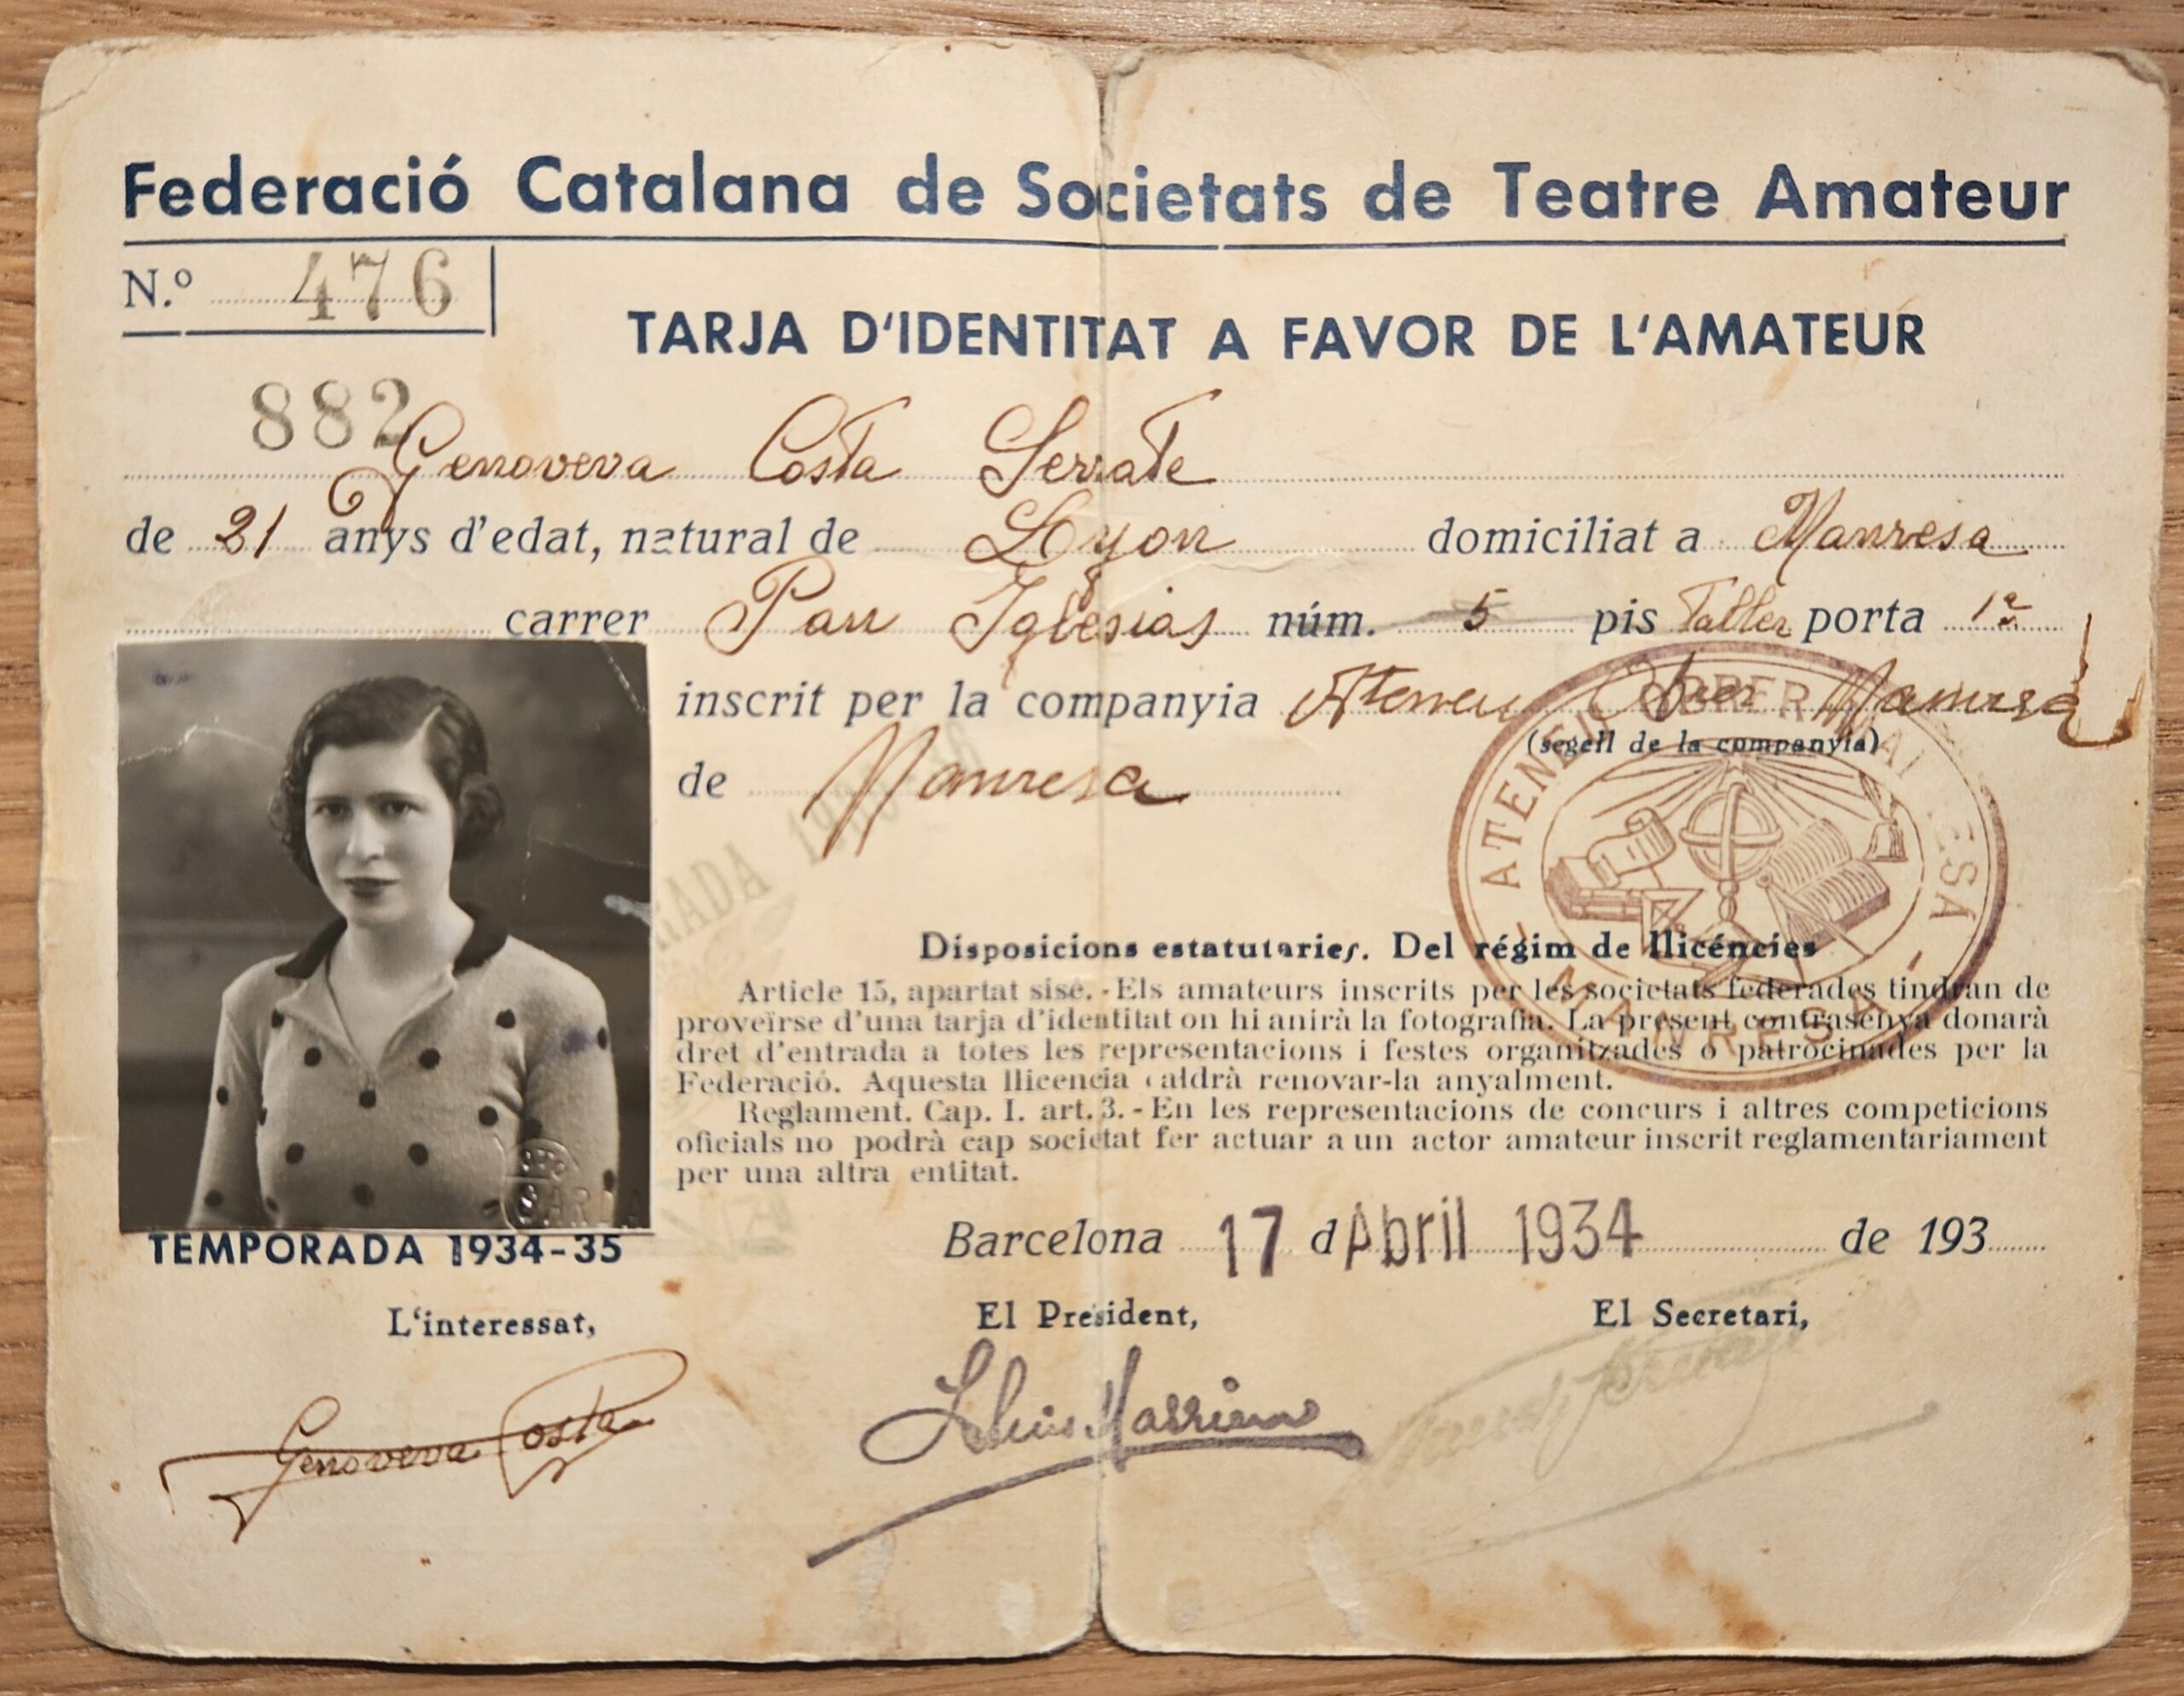 Federació Catalana de Societats de Teatre Amateur
N.º 476
TARJA D'IDENTITAT A FAVOR DE L'AMATEUR
882
Genoveva Costa Serrate
de 21 anys d'edat, natural de Lyon domiciliat a Manresa
carrer Pau Iglesias núm. 5 pis Taller porta 1ª
inscrit per la companyia Ateneu Obrer Manresà
(segell de la companyia)
de Manresa
ATENEU OBRER MANRESÀ
MANRESA
Disposicions estatutaries. Del régim de llicéncies
Article 15, apartat sisè. - Els amateurs inscrits per les societats federades tindran de
proveïrse d'una tarja d'identitat on hi anirà la fotografia. La present contrasenya donarà
dret d'entrada a totes les representacions i festes organitzades o patrocinades per la
Federació. Aquesta llicencia caldrà renovar-la anyalment.
Reglament. Cap. I. art. 3. - En les representacions de concurs i altres competicions
oficials no podrà cap societat fer actuar a un actor amateur inscrit reglamentariament
per una altra entitat.
TEMPORADA 1934-35
Barcelona 17 d Abril 1934 de 193
L'interessat,
El President,
El Secretari,
Genoveva Costa